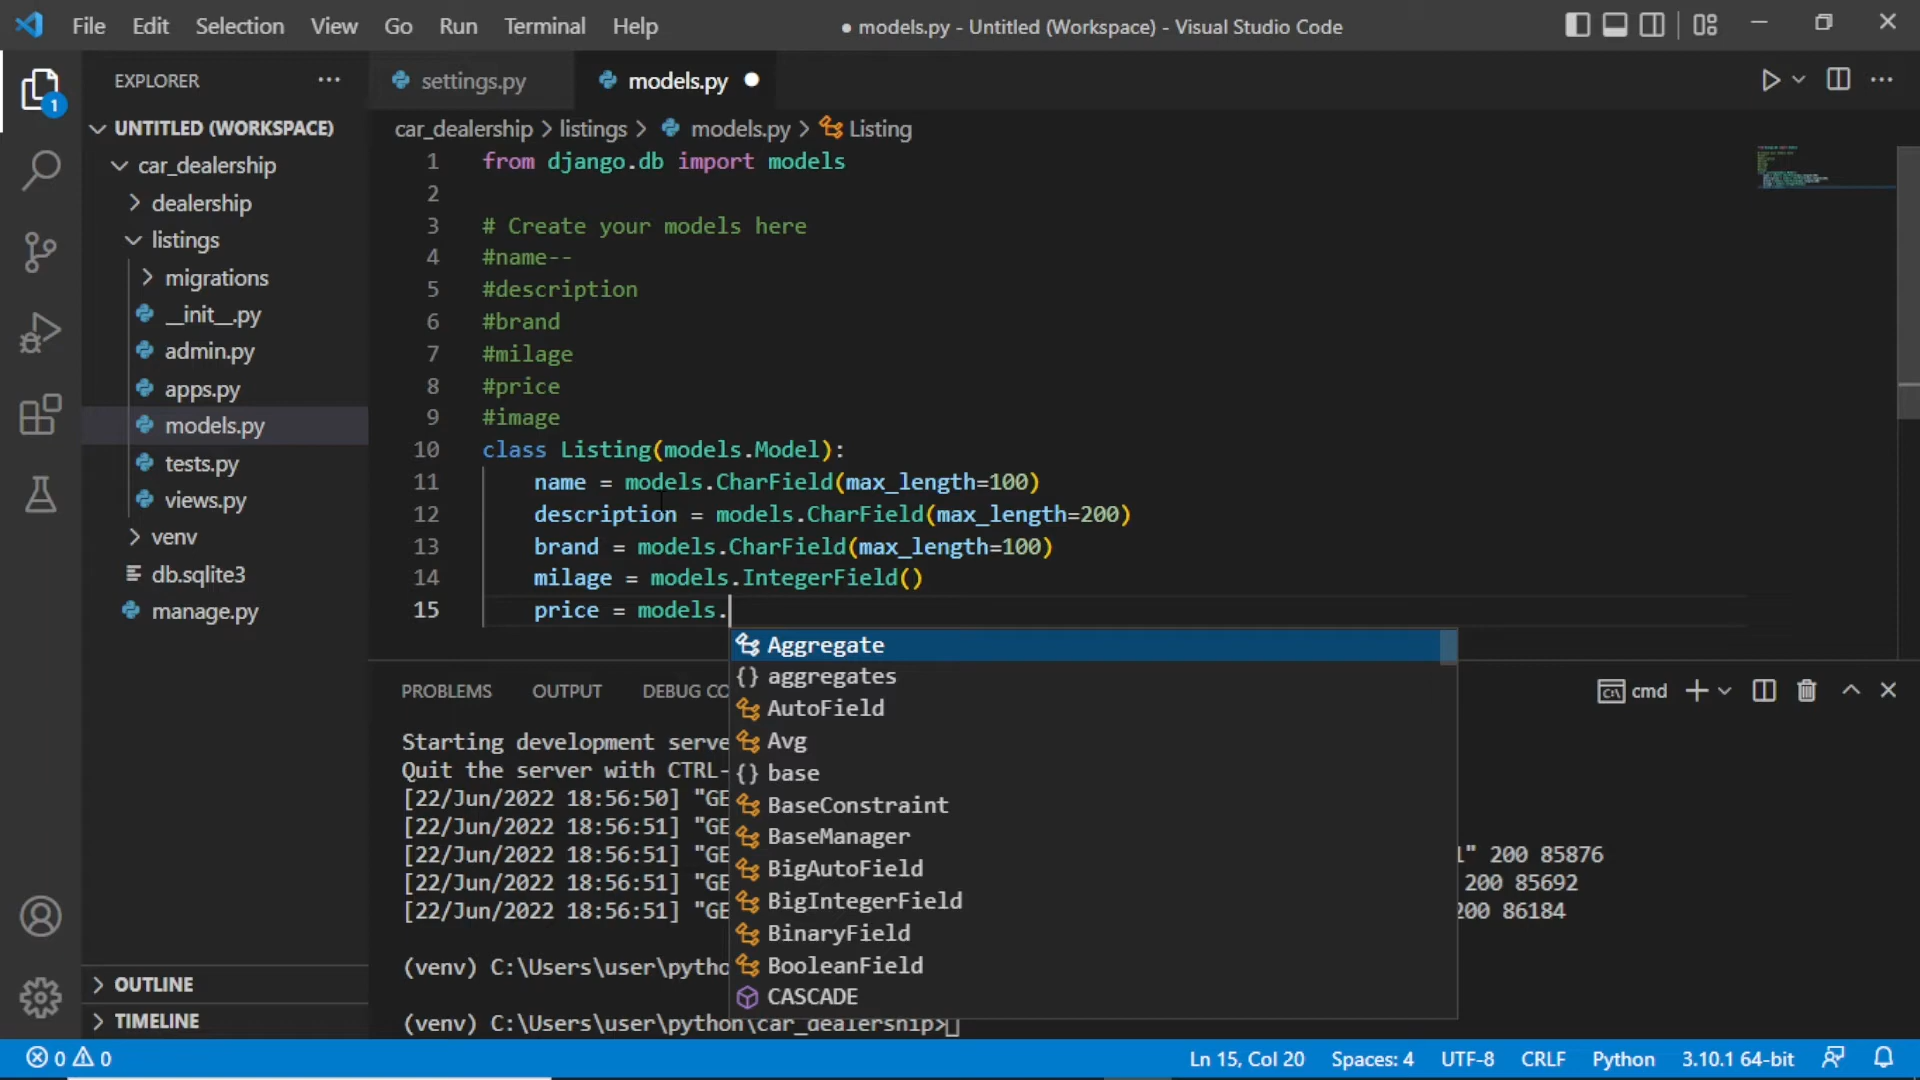 File Edit Selection View Go Run Terminal Help ● models.py - Untitled (Workspace) - Visual Studio Code
EXPLORER ··· settings.py models.py
1
UNTITLED (WORKSPACE)
car_dealership
dealership
listings
migrations
__init__.py
admin.py
apps.py
models.py
tests.py
views.py
venv
db.sqlite3
manage.py
OUTLINE
TIMELINE
car_dealership > listings > models.py > Listing
1 from django.db import models
2
3 # Create your models here
4 #name--
5 #description
6 #brand
7 #milage
8 #price
9 #image
10 class Listing(models.Model):
11 name = models.CharField(max_length=100)
12 description = models.CharField(max_length=200)
13 brand = models.CharField(max_length=100)
14 milage = models.IntegerField()
15 price = models.
Aggregate
{} aggregates
AutoField
Avg
{} base
BaseConstraint
BaseManager
BigAutoField
BigIntegerField
BinaryField
BooleanField
CASCADE
PROBLEMS OUTPUT DEBUG CO cmd
Starting development serve
Quit the server with CTRL-
[22/Jun/2022 18:56:50] "GE
[22/Jun/2022 18:56:51] "GE
[22/Jun/2022 18:56:51] "GE 1" 200 85876
[22/Jun/2022 18:56:51] "GE 200 85692
[22/Jun/2022 18:56:51] "GE 200 86184
(venv) C:\Users\user\pytho
(venv) C:\Users\user\python\car_dealership>
0 0 Ln 15, Col 20 Spaces: 4 UTF-8 CRLF Python 3.10.1 64-bit